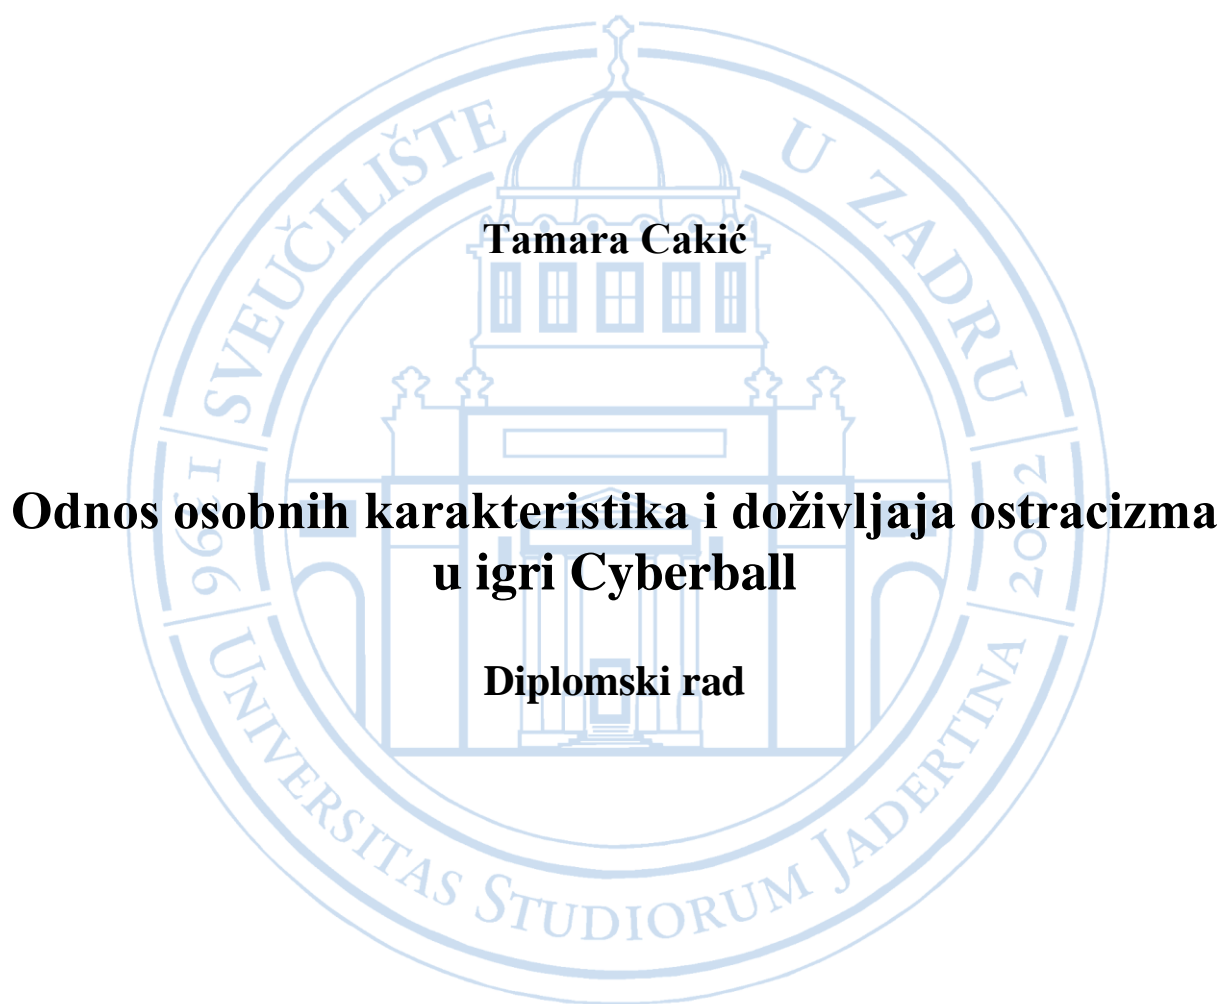 SVEUČILIŠTE U ZADRU
Tamara Cakić
Odnos osobnih karakteristika i doživljaja ostracizma
u igri Cyberball
Diplomski rad
1396
2002
UNIVERSITAS STUDIORUM JADERTINA